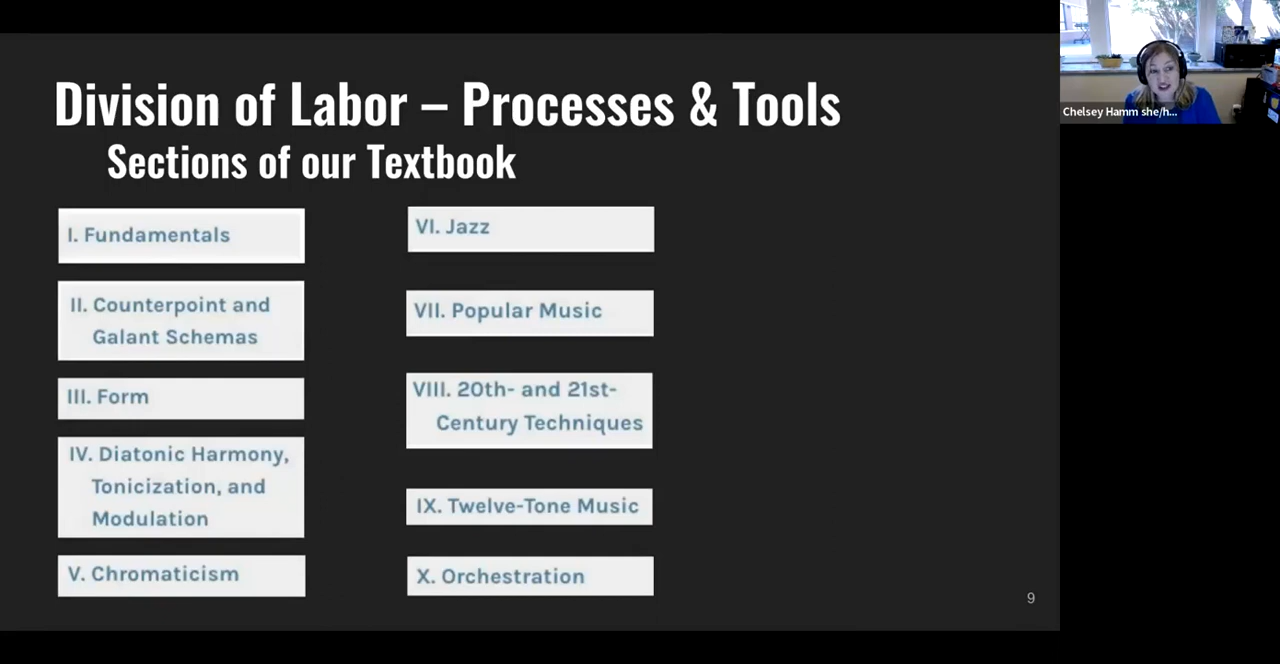 Division of Labor – Processes & Tools
Sections of our Textbook
I. Fundamentals
II. Counterpoint and
Galant Schemas
III. Form
IV. Diatonic Harmony,
Tonicization, and
Modulation
V. Chromaticism
VI. Jazz
VII. Popular Music
VIII. 20th- and 21st-
Century Techniques
IX. Twelve-Tone Music
X. Orchestration
9
Chelsey Hamm she/h...